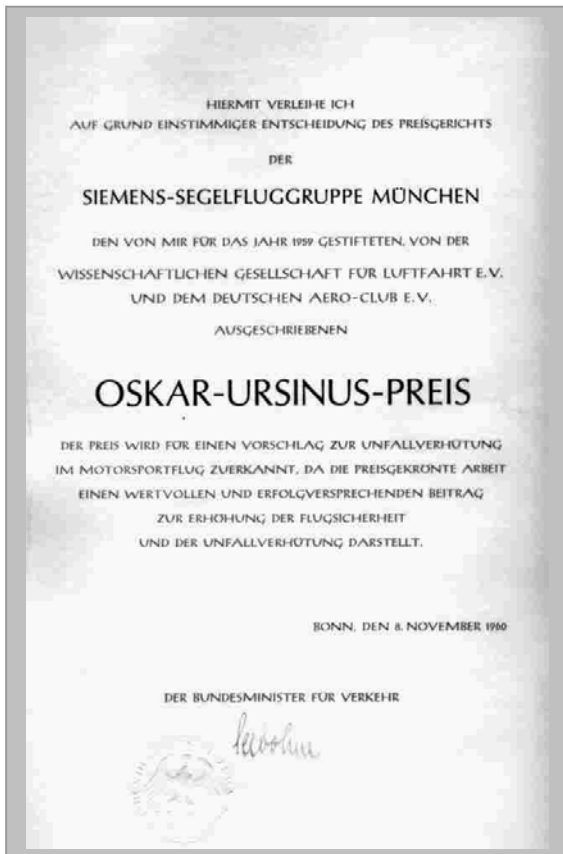 HIERMIT VERLEIHE ICH
AUF GRUND EINSTIMMIGER ENTSCHEIDUNG DES PREISGERICHTS
DER
SIEMENS-SEGELFLUGGRUPPE MÜNCHEN
DEN VON MIR FÜR DAS JAHR 1959 GESTIFTETEN, VON DER
WISSENSCHAFTLICHEN GESELLSCHAFT FÜR LUFTFAHRT E.V.
UND DEM DEUTSCHEN AERO-CLUB E.V.
AUSGESCHRIEBENEN
OSKAR-URSINUS-PREIS
DER PREIS WIRD FÜR EINEN VORSCHLAG ZUR UNFALLVERHÜTUNG
IM MOTORSPORTFLUG ZUERKANNT, DA DIE PREISGEKRÖNTE ARBEIT
EINEN WERTVOLLEN UND ERFOLGVERSPRECHENDEN BEITRAG
ZUR ERHÖHUNG DER FLUGSICHERHEIT
UND DER UNFALLVERHÜTUNG DARSTELLT.
BONN, DEN 8. NOVEMBER 1960
DER BUNDESMINISTER FÜR VERKEHR
Seebohm